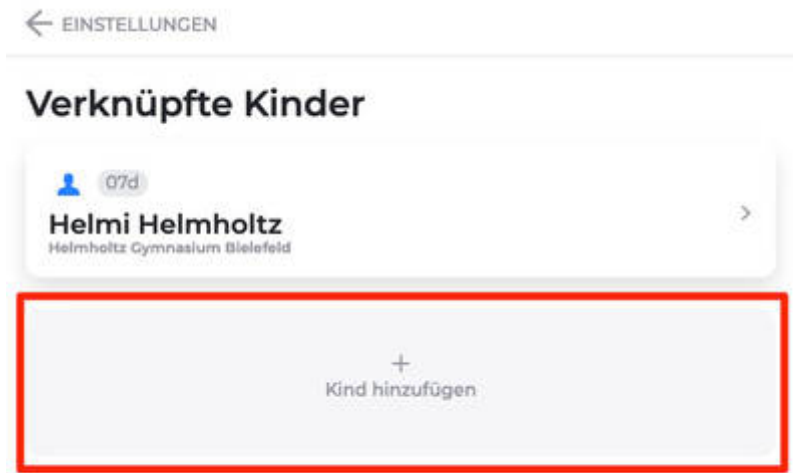 EINSTELLUNGEN
Verknüpfte Kinder
07d
Helmi Helmholtz
Helmholtz Gymnasium Bielefeld
+
Kind hinzufügen